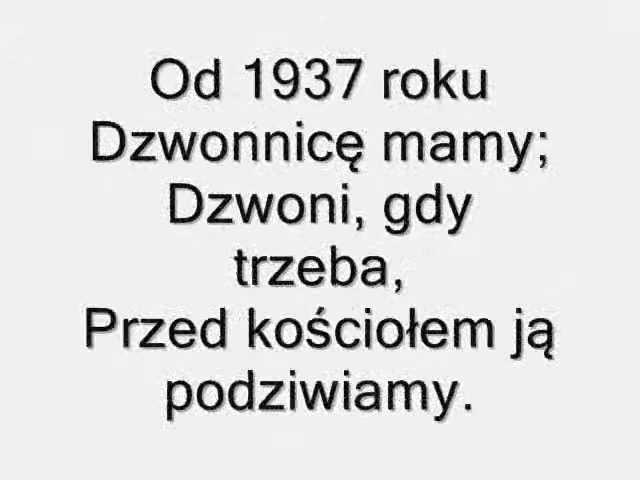 Od 1937 roku
Dzwonnicę mamy;
Dzwoni, gdy
trzeba,
Przed kościołem ją
podziwiamy.